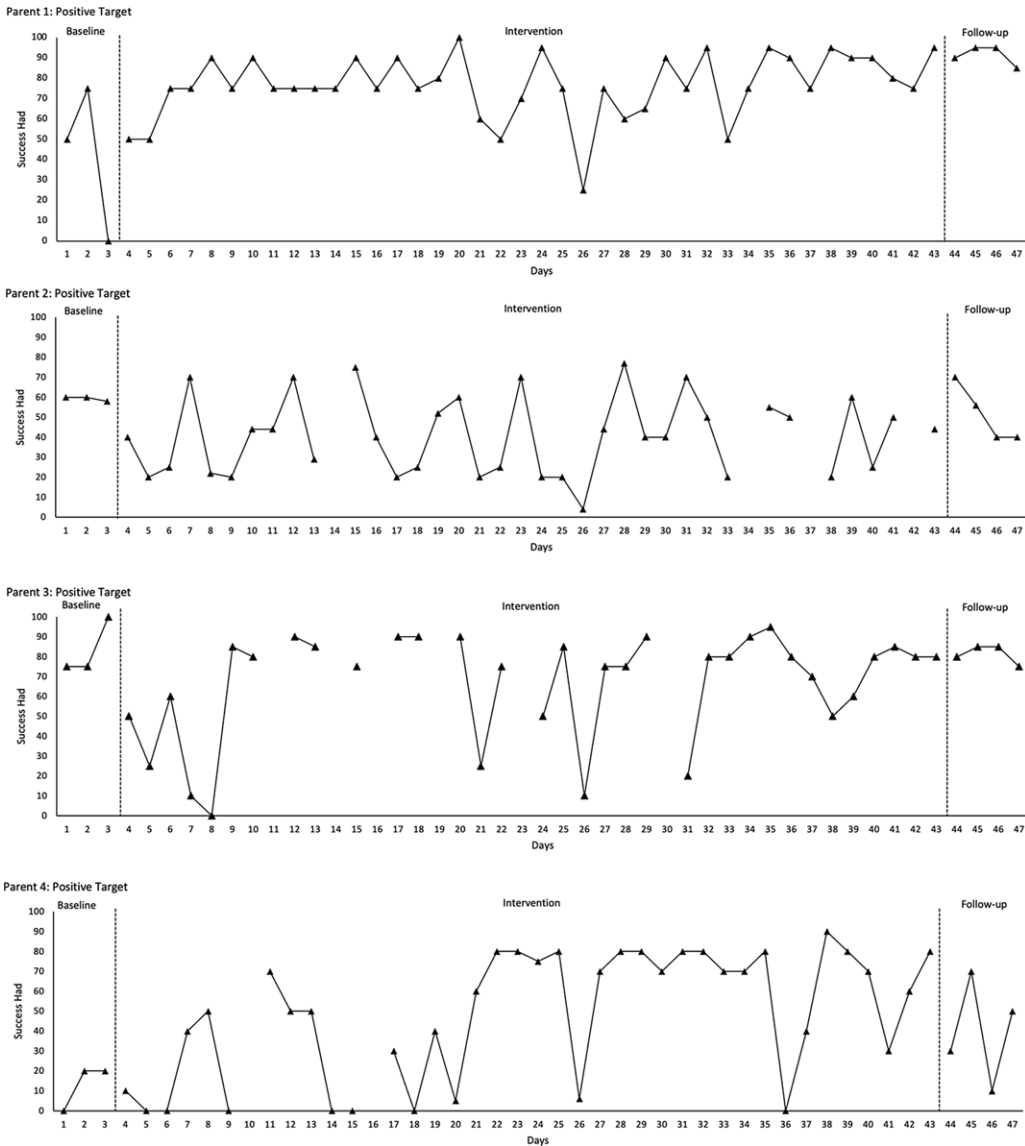 Parent 1: Positive Target
Baseline Intervention Follow-up
100
90
80
70
60
50
40
30
20
10
0
Success Had
1 2 3 4 5 6 7 8 9 10 11 12 13 14 15 16 17 18 19 20 21 22 23 24 25 26 27 28 29 30 31 32 33 34 35 36 37 38 39 40 41 42 43 44 45 46 47
Days
Parent 2: Positive Target
Baseline Intervention Follow-up
100
90
80
70
60
50
40
30
20
10
0
Success Had
1 2 3 4 5 6 7 8 9 10 11 12 13 14 15 16 17 18 19 20 21 22 23 24 25 26 27 28 29 30 31 32 33 34 35 36 37 38 39 40 41 42 43 44 45 46 47
Days
Parent 3: Positive Target
Baseline Intervention Follow-up
100
90
80
70
60
50
40
30
20
10
0
Success Had
1 2 3 4 5 6 7 8 9 10 11 12 13 14 15 16 17 18 19 20 21 22 23 24 25 26 27 28 29 30 31 32 33 34 35 36 37 38 39 40 41 42 43 44 45 46 47
Days
Parent 4: Positive Target
Baseline Intervention Follow-up
100
90
80
70
60
50
40
30
20
10
0
Success Had
1 2 3 4 5 6 7 8 9 10 11 12 13 14 15 16 17 18 19 20 21 22 23 24 25 26 27 28 29 30 31 32 33 34 35 36 37 38 39 40 41 42 43 44 45 46 47
Days